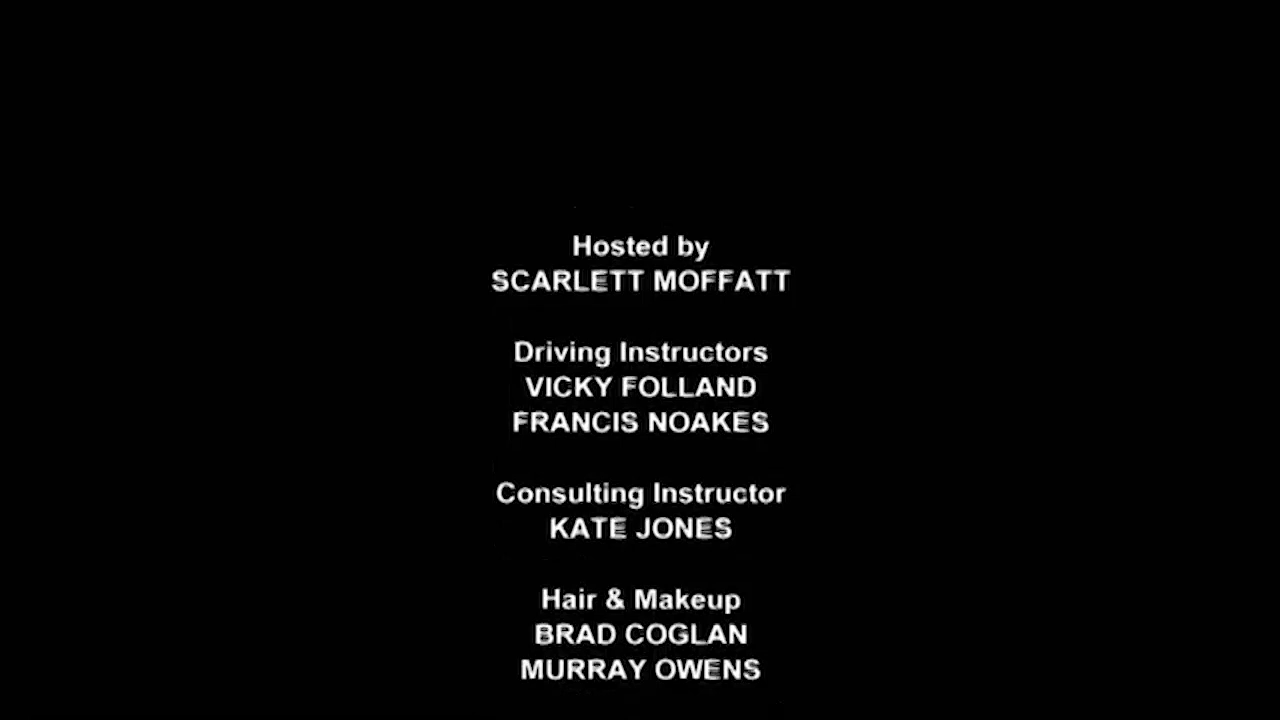 Hosted by
SCARLETT MOFFATT
Driving Instructors
VICKY FOLLAND
FRANCIS NOAKES
Consulting Instructor
KATE JONES
Hair & Makeup
BRAD COGLAN
MURRAY OWENS